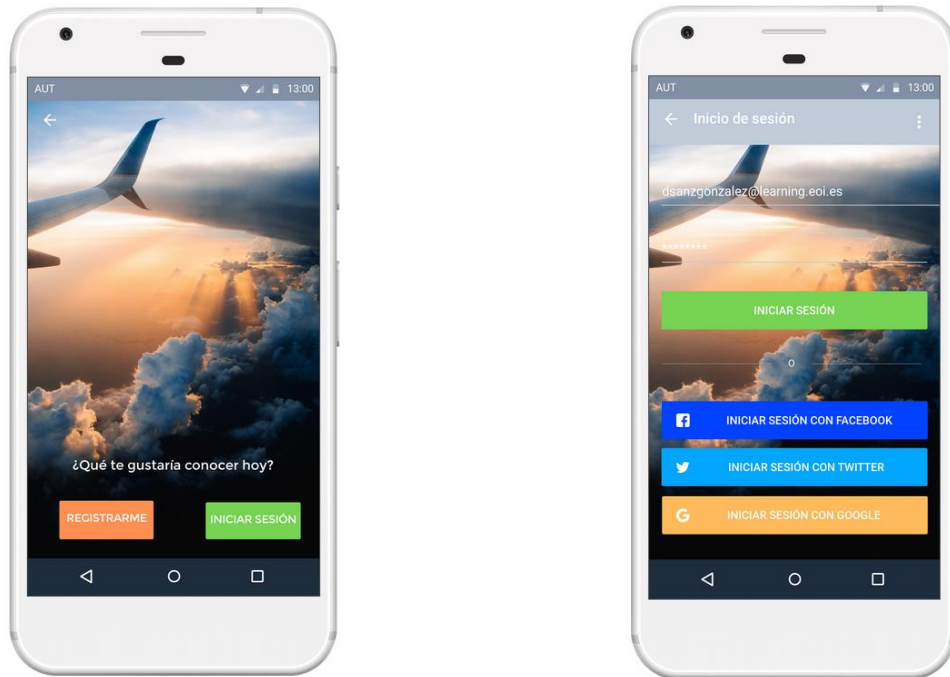 AUT 13:00
¿Qué te gustaría conocer hoy?
REGISTRARME
INICIAR SESIÓN
AUT 13:00
Inicio de sesión
dsanzgonzalez@learning.eoi.es
********
INICIAR SESIÓN
O
INICIAR SESIÓN CON FACEBOOK
INICIAR SESIÓN CON TWITTER
G INICIAR SESIÓN CON GOOGLE